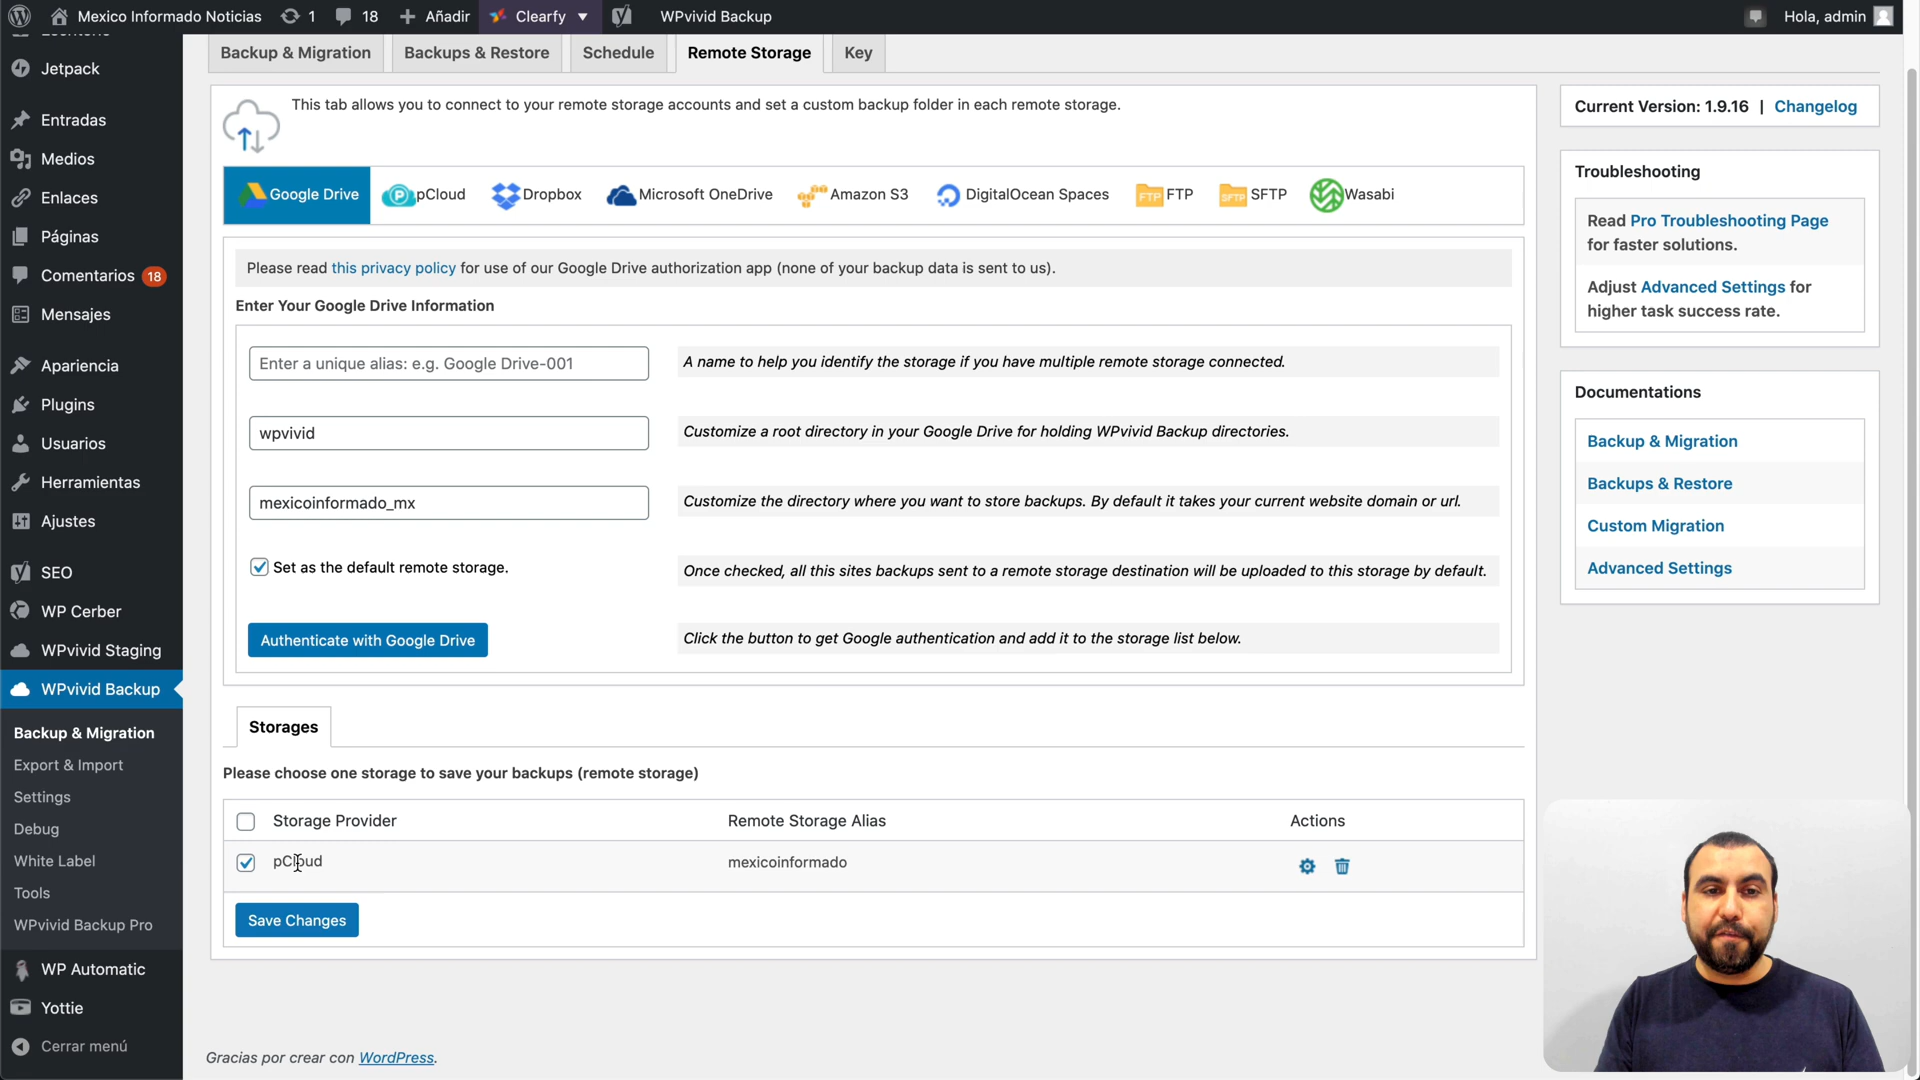 Mexico Informado Noticias 1 18 Añadir Clearfy WPvivid Backup Hola, admin
Jetpack
Entradas
Medios
Enlaces
Páginas
Comentarios 18
Mensajes
Apariencia
Plugins
Usuarios
Herramientas
Ajustes
SEO
WP Cerber
WPvivid Staging
WPvivid Backup
Backup & Migration
Export & Import
Settings
Debug
White Label
Tools
WPvivid Backup Pro
WP Automatic
Yottie
Cerrar menú
Backup & Migration Backups & Restore Schedule Remote Storage Key
This tab allows you to connect to your remote storage accounts and set a custom backup folder in each remote storage.
Google Drive pCloud Dropbox Microsoft OneDrive Amazon S3 DigitalOcean Spaces FTP FTP SFTP SFTP Wasabi
Please read this privacy policy for use of our Google Drive authorization app (none of your backup data is sent to us).
Enter Your Google Drive Information
Enter a unique alias: e.g. Google Drive-001 A name to help you identify the storage if you have multiple remote storage connected.
wpvivid Customize a root directory in your Google Drive for holding WPvivid Backup directories.
mexicoinformado_mx Customize the directory where you want to store backups. By default it takes your current website domain or url.
Set as the default remote storage. Once checked, all this sites backups sent to a remote storage destination will be uploaded to this storage by default.
Authenticate with Google Drive Click the button to get Google authentication and add it to the storage list below.
Storages
Please choose one storage to save your backups (remote storage)
Storage Provider Remote Storage Alias Actions
pCloud mexicoinformado
Save Changes
Gracias por crear con WordPress.
Current Version: 1.9.16 | Changelog
Troubleshooting
Read Pro Troubleshooting Page
for faster solutions.
Adjust Advanced Settings for
higher task success rate.
Documentations
Backup & Migration
Backups & Restore
Custom Migration
Advanced Settings